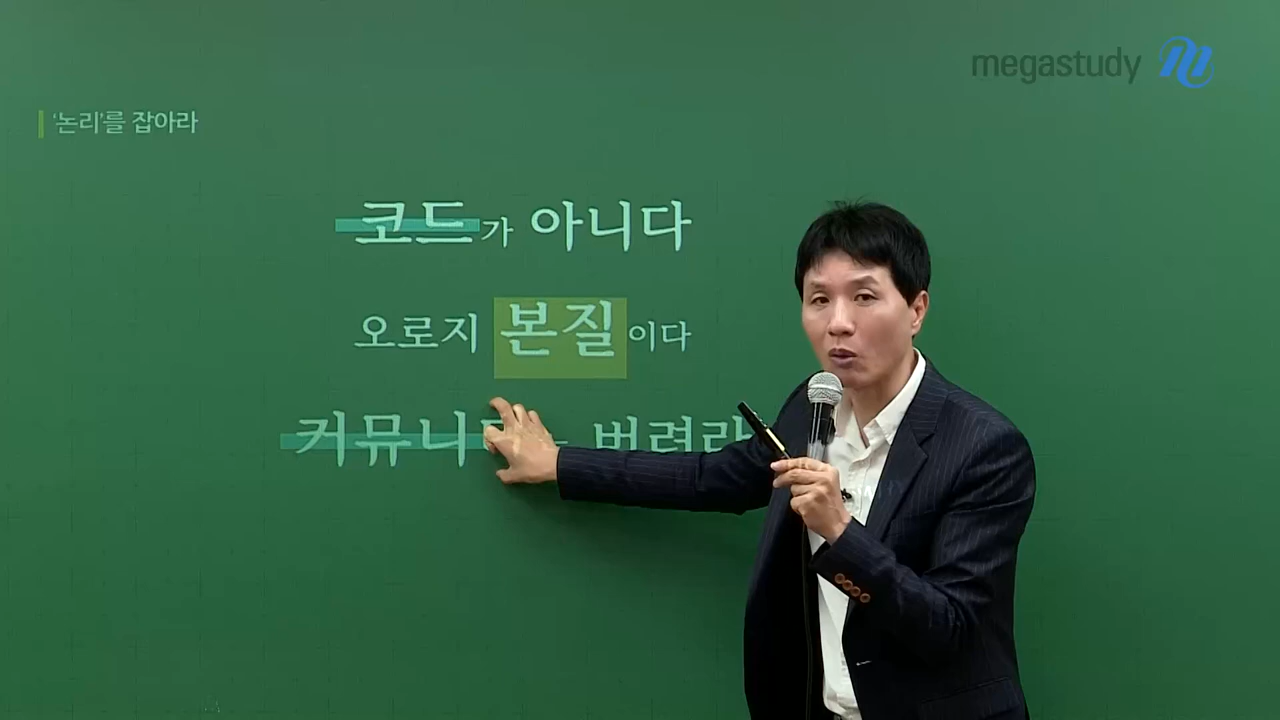 megastudy
'논리'를 잡아라
코드가 아니다
오로지 본질이다
커뮤니 버려라